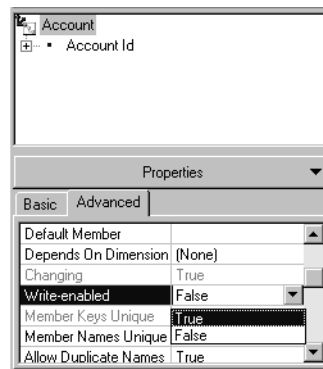 Account
Account Id
Properties
Basic Advanced
Default Member
Depends On Dimension (None)
Changing True
Write-enabled False
Member Keys Unique True
Member Names Unique False
Allow Duplicate Names True